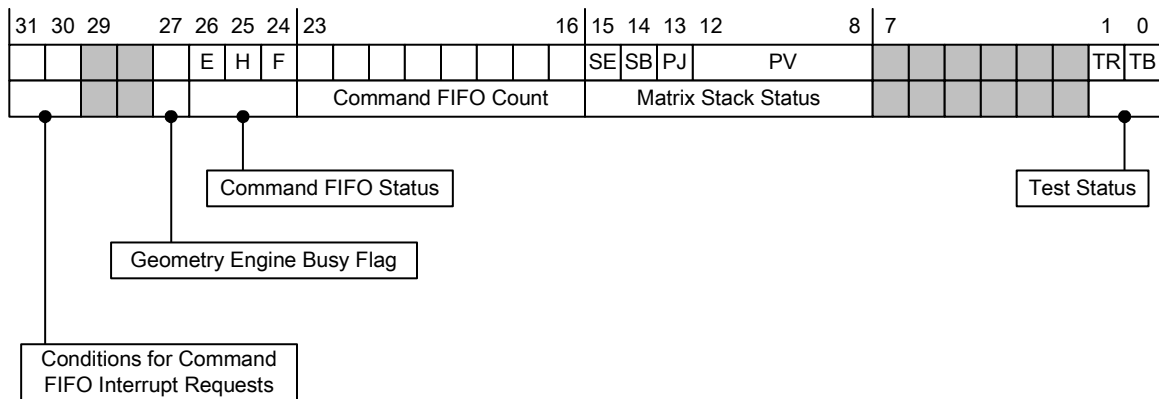 31 30 29 27 26 25 24 23 16 15 14 13 12 8 7 1 0
E H F SE SB PJ PV TR TB
Command FIFO Count Matrix Stack Status
Command FIFO Status Test Status
Geometry Engine Busy Flag
Conditions for Command
FIFO Interrupt Requests